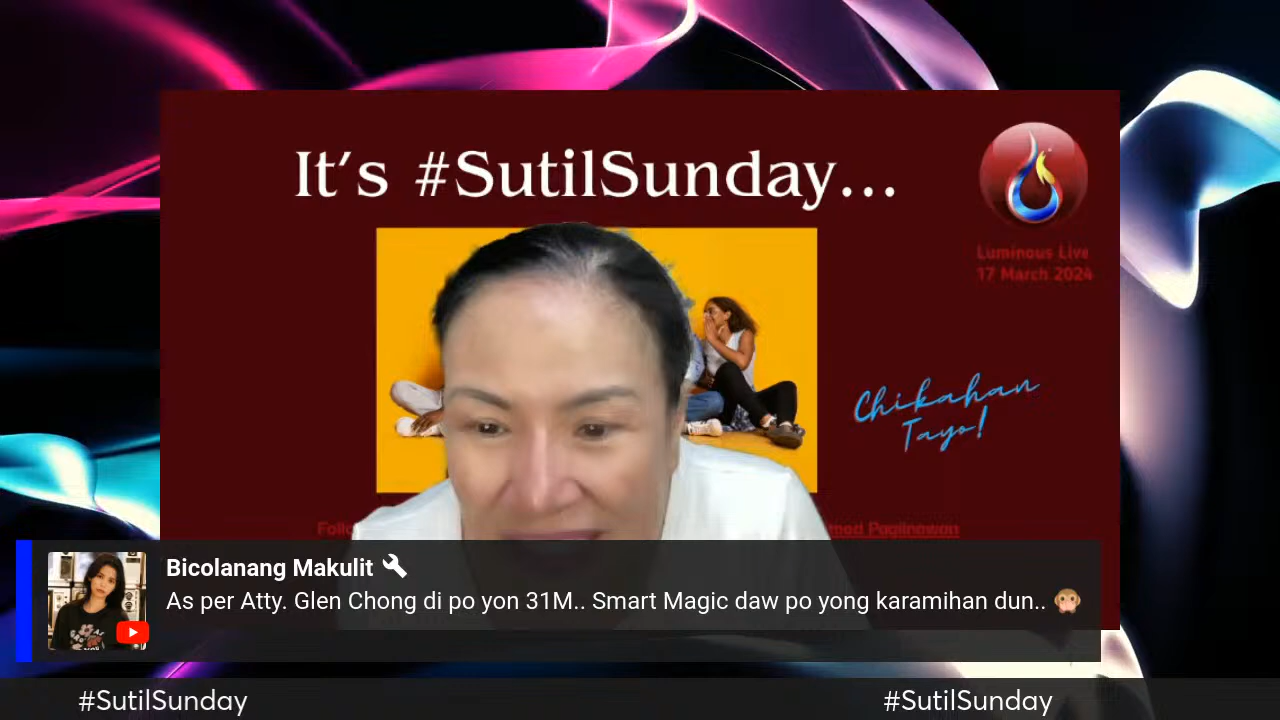 It's #SutilSunday...
Luminous Live
17 March 2024
Chikahan
Tayo!
Bicolanang Makulit
As per Atty. Glen Chong di po yon 31M.. Smart Magic daw po yong karamihan dun.. 🙊
#SutilSunday #SutilSunday